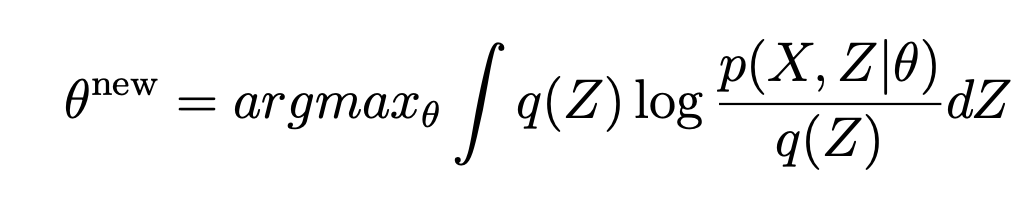 θ^new = argmax_θ ∫ q(Z) log p(X, Z|θ) / q(Z) dZ